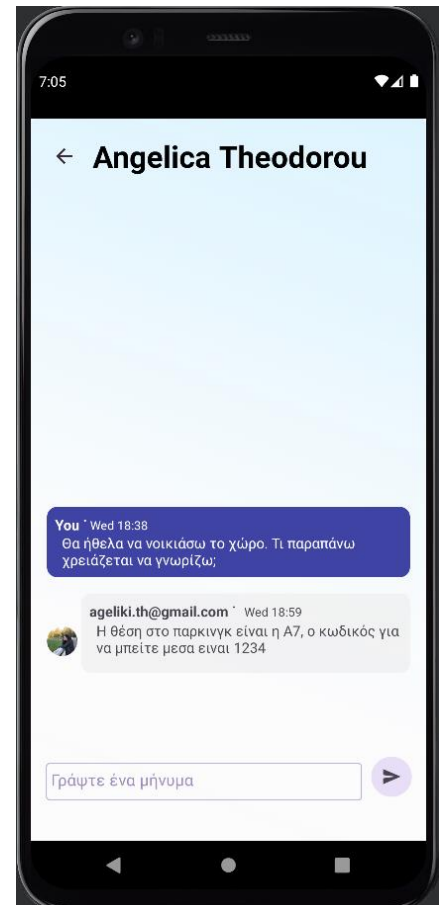 7:05
Angelica Theodorou
You · Wed 18:38
Θα ήθελα να νοικιάσω το χώρο. Τι παραπάνω
χρειάζεται να γνωρίζω;
ageliki.th@gmail.com · Wed 18:59
Η θέση στο παρκινγκ είναι η Α7, ο κωδικός για
να μπείτε μεσα ειναι 1234
Γράψτε ένα μήνυμα